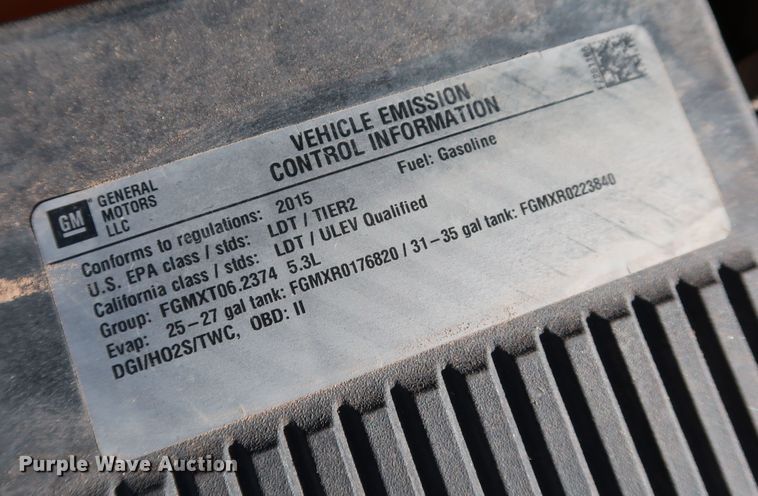 VEHICLE EMISSION
CONTROL INFORMATION
GM
GENERAL
MOTORS
LLC
Fuel: Gasoline
Conforms to regulations: 2015
U.S. EPA class / stds: LDT / TIER2
California class / stds: LDT / ULEV Qualified
Group: FGMXT06.2374 5.3L
Evap: 25-27 gal tank: FGMXR0176820 / 31-35 gal tank: FGMXR0223840
DGI/HO2S/TWC, OBD: II
Purple Wave Auction